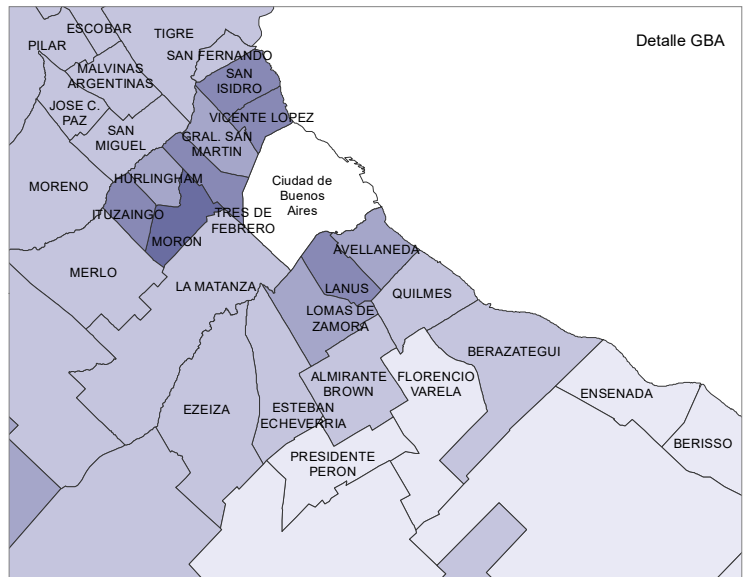 ESCOBAR
TIGRE
Detalle GBA
PILAR
SAN FERNANDO
MALVINAS
ARGENTINAS
SAN
ISIDRO
JOSE C.
PAZ
VICENTE LOPEZ
SAN
MIGUEL
GRAL. SAN
MARTIN
HURLINGHAM
Ciudad de
Buenos
Aires
MORENO
ITUZAINGO
TRES DE
FEBRERO
MORON
AVELLANEDA
MERLO
LA MATANZA
LANUS
QUILMES
LOMAS DE
ZAMORA
BERAZATEGUI
ALMIRANTE
BROWN
FLORENCIO
VARELA
ENSENADA
EZEIZA
ESTEBAN
ECHEVERRIA
BERISSO
PRESIDENTE
PERON